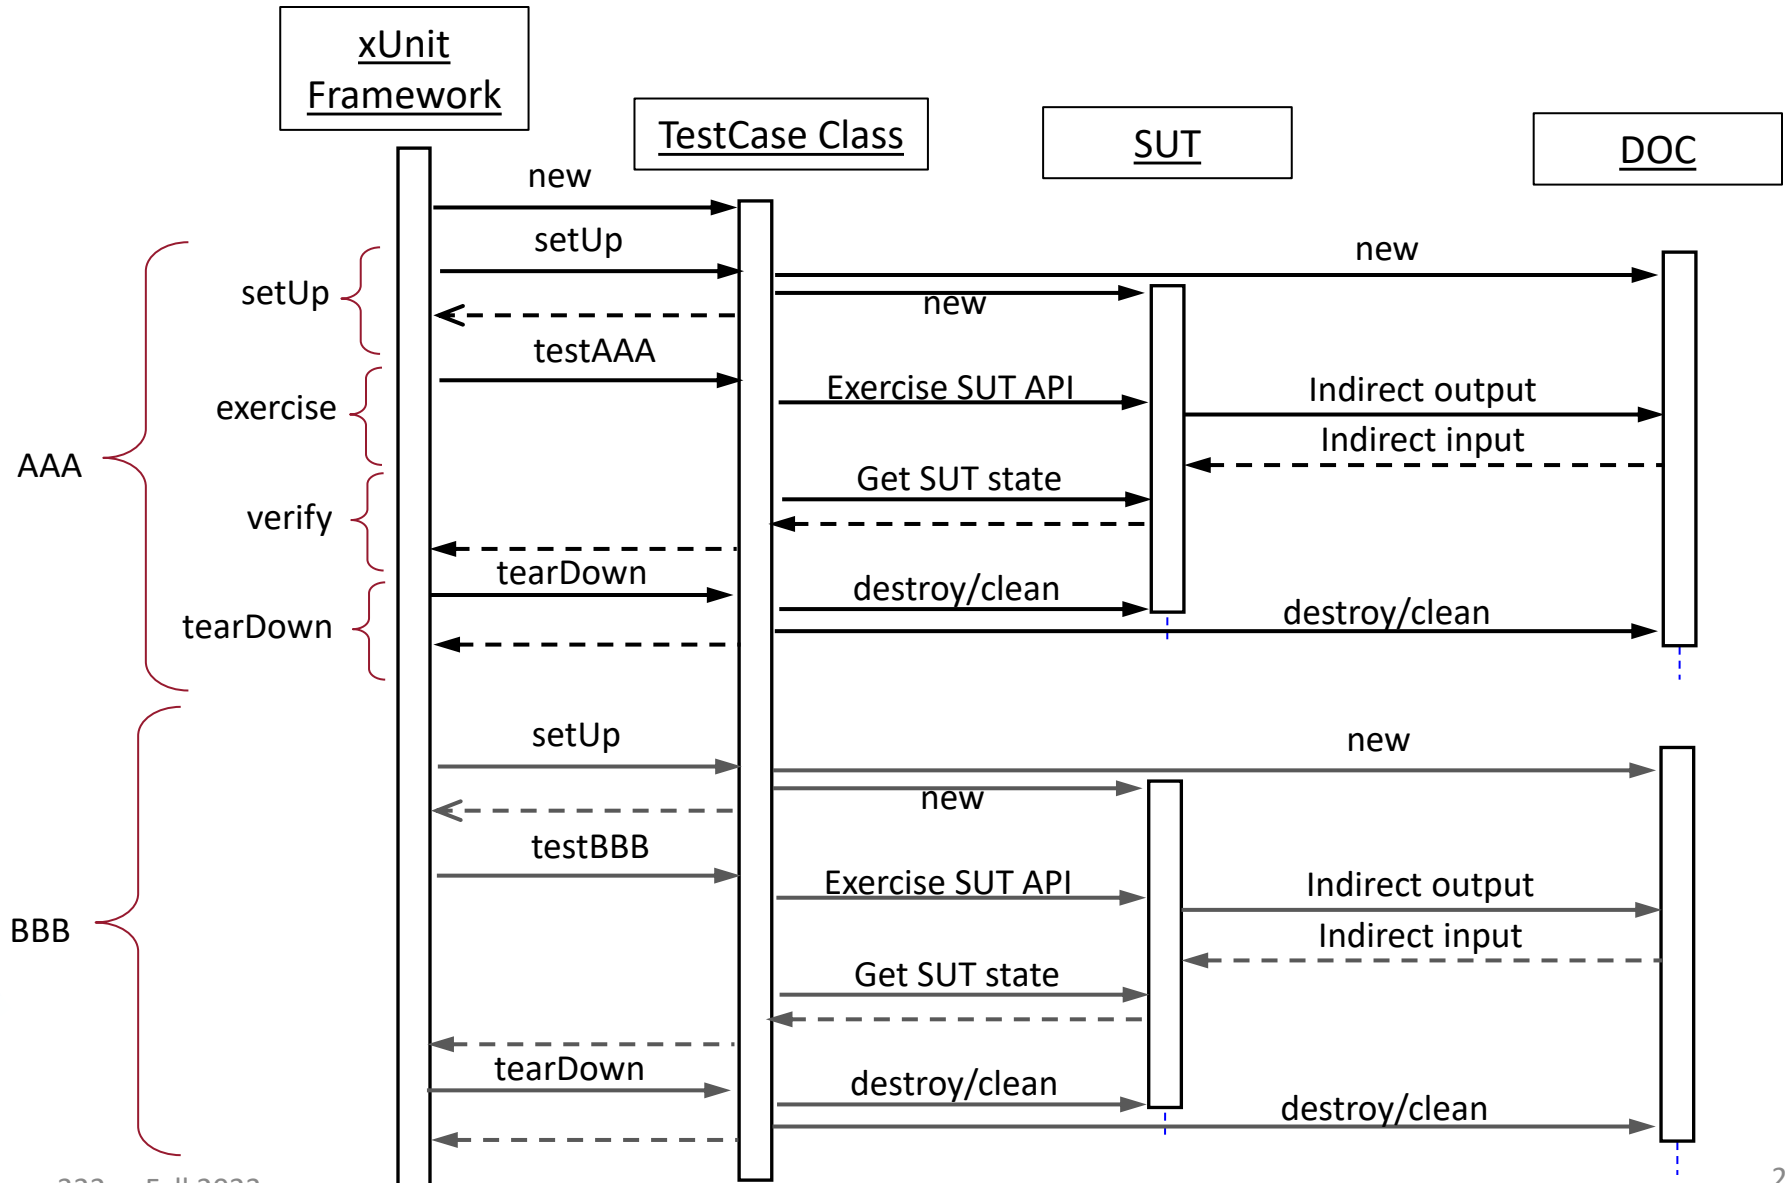 xUnit
Framework
TestCase Class
SUT
DOC
new
setUp
new
setUp
new
testAAA
Exercise SUT API
Indirect output
exercise
Indirect input
AAA
Get SUT state
verify
tearDown
destroy/clean
destroy/clean
tearDown
setUp
new
new
testBBB
Exercise SUT API
Indirect output
BBB
Indirect input
Get SUT state
tearDown
destroy/clean
destroy/clean